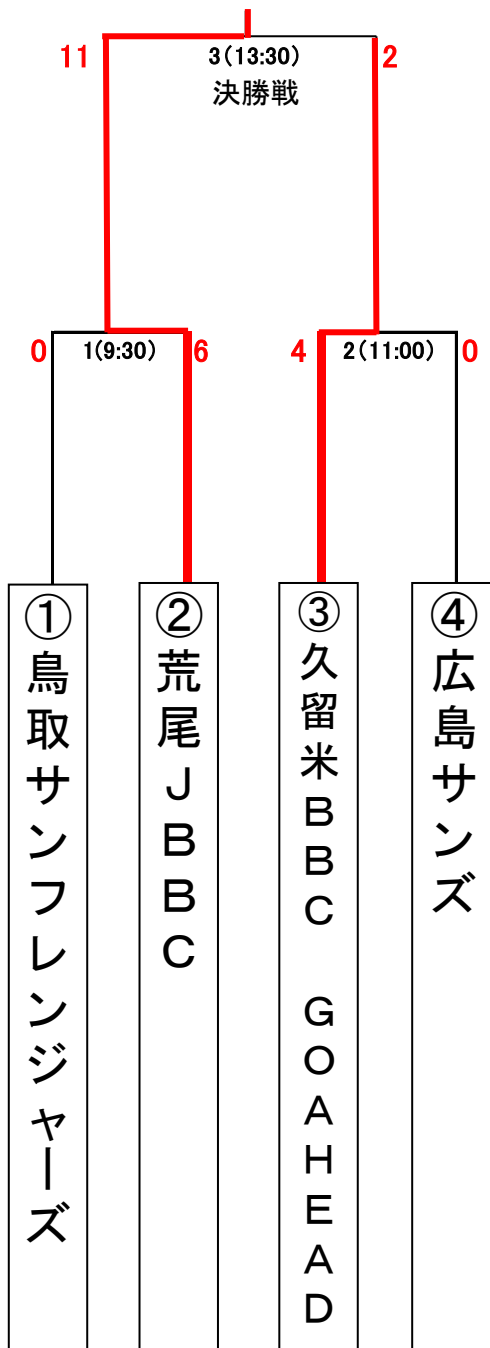 11
3(13:30)
2
決勝戦
0
1(9:30)
6
4
2(11:00)
0
①鳥取サンフレンジャーズ
②荒尾JBBC
③久留米BBC GOAHEAD
④広島サンズ